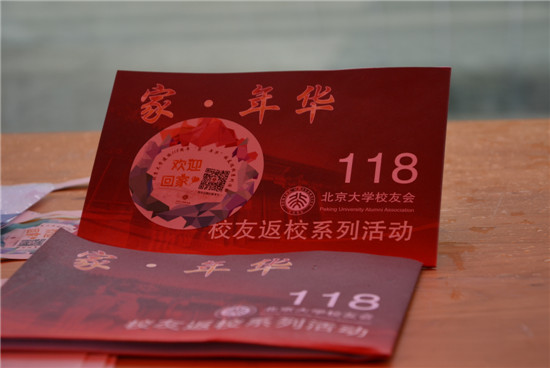 家·年华
欢迎
回家
118
北京大学校友会
Peking University Alumni Association
校友返校系列活动
家·年华
118
北京大学校友会
校友返校系列活动